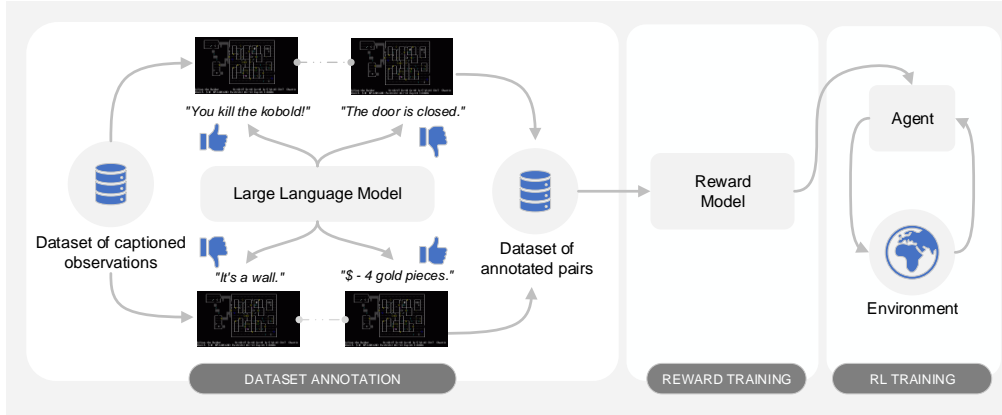 "You kill the kobold!"
"The door is closed."
Large Language Model
Dataset of captioned
observations
"It's a wall."
"$ - 4 gold pieces."
Dataset of
annotated pairs
Reward
Model
Agent
Environment
DATASET ANNOTATION
REWARD TRAINING
RL TRAINING